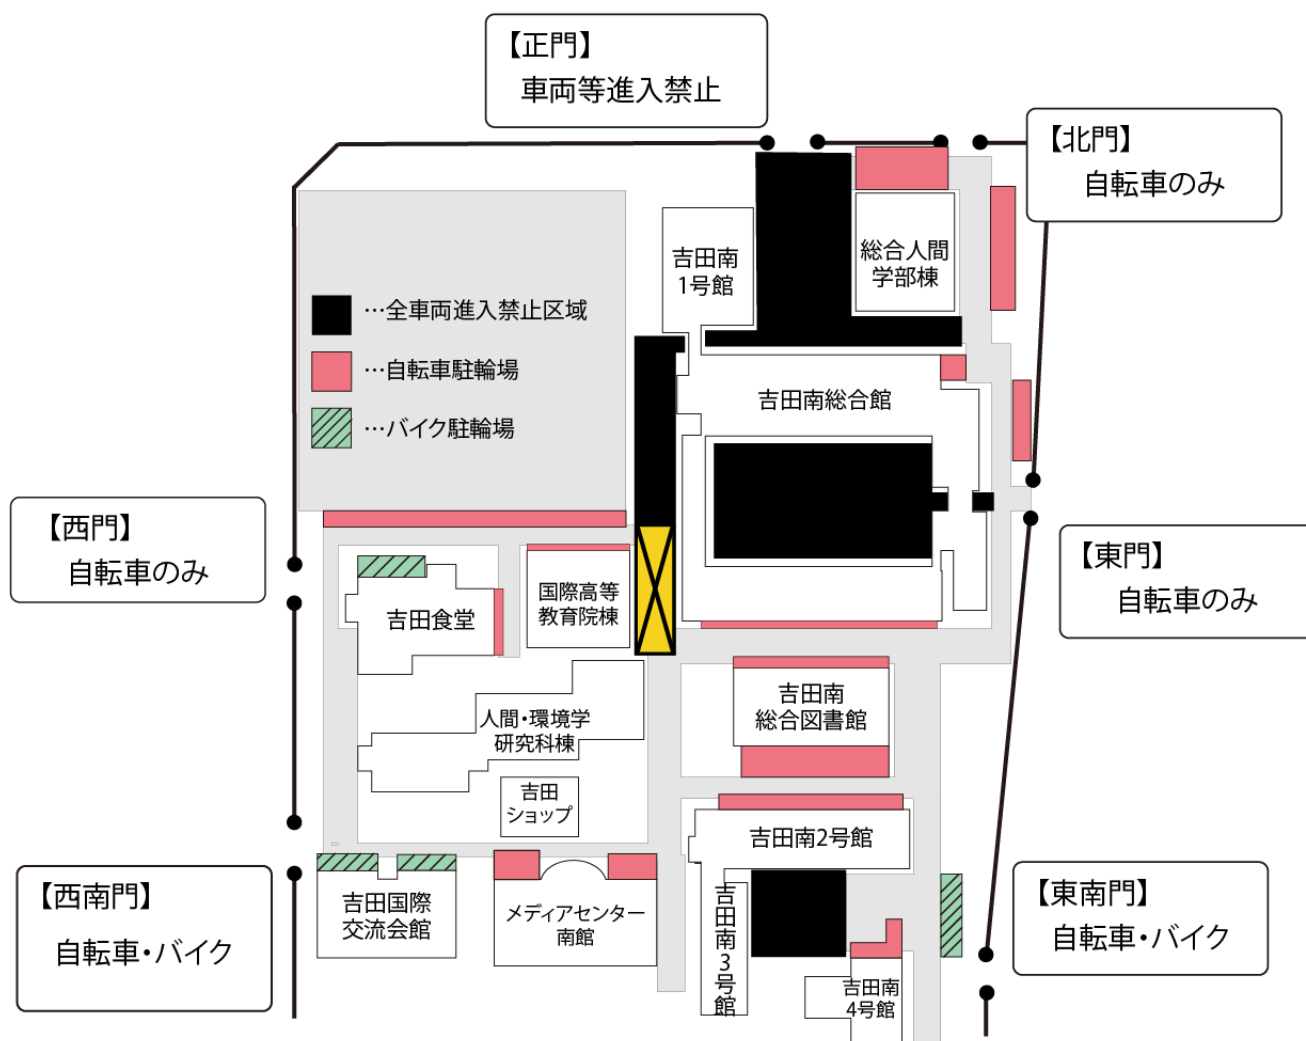 【正門】
車両等進入禁止
【北門】
自転車のみ
吉田南
1号館
総合人間
学部棟
…全車両進入禁止区域
…自転車駐輪場
…バイク駐輪場
吉田南総合館
【西門】
自転車のみ
【東門】
自転車のみ
吉田食堂
国際高等
教育院棟
人間・環境学
研究科棟
吉田南
総合図書館
吉田
ショップ
吉田南2号館
【西南門】
自転車・バイク
吉田国際
交流会館
メディアセンター
南館
吉田南3号館
吉田南
4号館
【東南門】
自転車・バイク